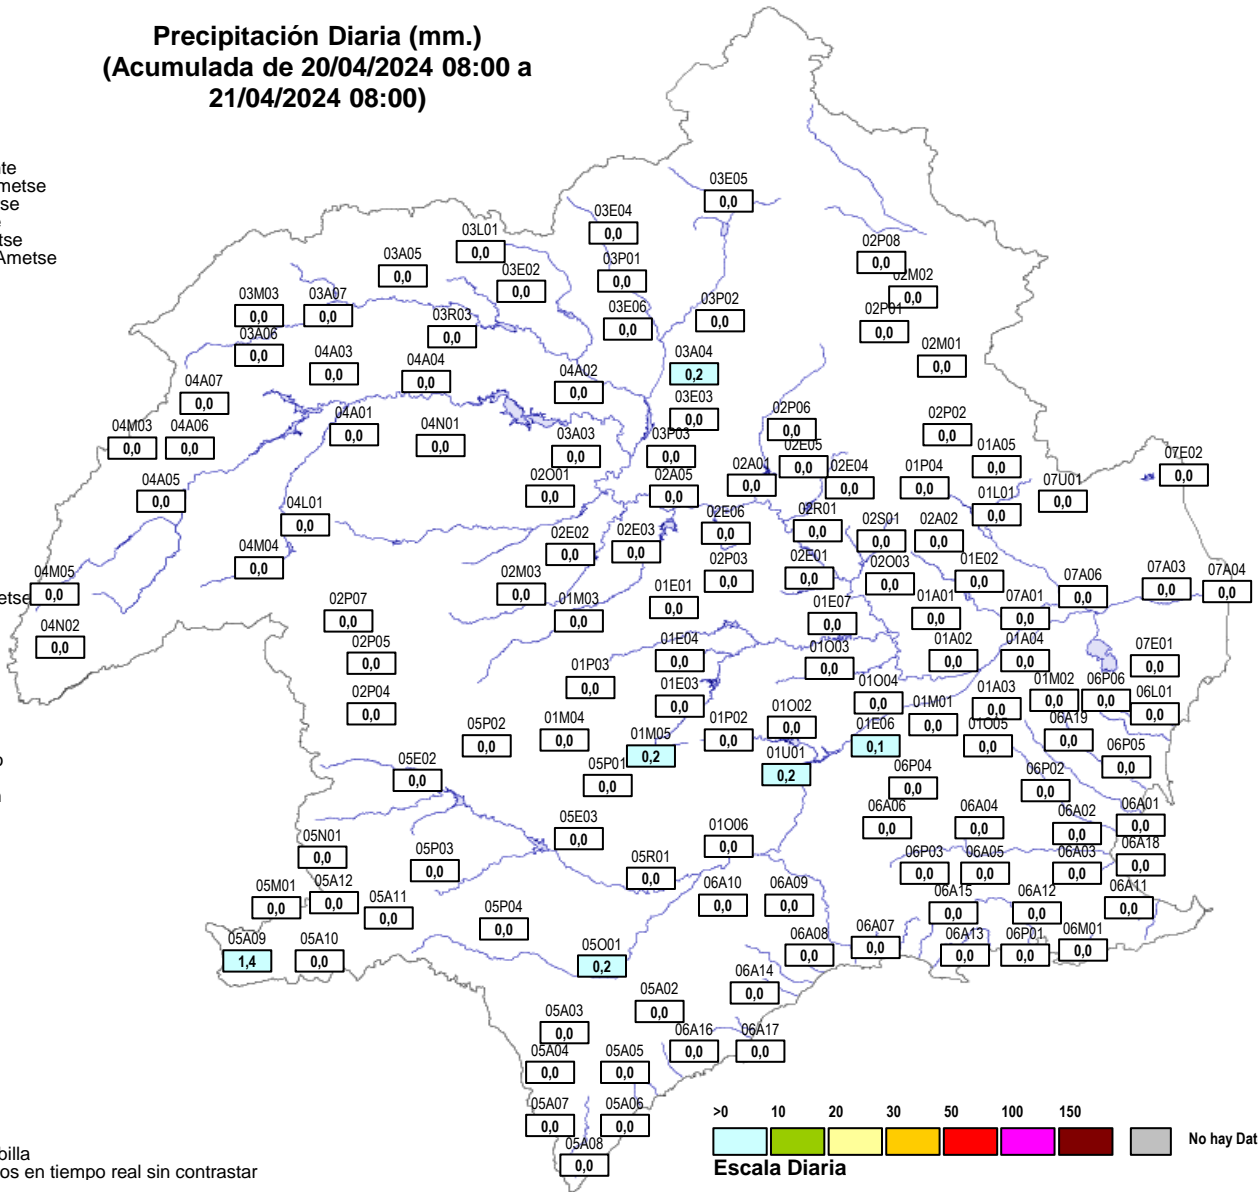 Precipitación Diaria (mm.)
(Acumulada de 20/04/2024 08:00 a
21/04/2024 08:00)
03E05
0,0
03E04
0,0
03L01
0,0
03A05
0,0
03P01
0,0
03E02
0,0
02P08
0,0
02M02
0,0
03M03
0,0
03A07
0,0
03R03
0,0
03E06
0,0
03P02
0,0
02P01
0,0
03A06
0,0
04A03
0,0
04A04
0,0
04A02
0,0
03A04
0,2
02M01
0,0
04A07
0,0
03E03
0,0
04M03
0,0
04A06
0,0
04A01
0,0
04N01
0,0
03A03
0,0
03P03
0,0
02P06
0,0
02P02
0,0
02E05
0,0
01A05
0,0
07E02
0,0
04A05
0,0
02O01
0,0
02A05
0,0
02A01
0,0
02E04
0,0
01P04
0,0
01L01
0,0
07U01
0,0
04L01
0,0
02E06
0,0
02R01
0,0
02S01
0,0
02A02
0,0
04M04
0,0
02E02
0,0
02E03
0,0
04M05
0,0
02M03
0,0
02P03
0,0
02E01
0,0
02O03
0,0
01E02
0,0
07A06
0,0
07A03
0,0
07A04
0,0
04N02
0,0
02P07
0,0
01M03
0,0
01E01
0,0
01E07
0,0
01A01
0,0
07A01
0,0
02P05
0,0
01E04
0,0
01O03
0,0
01A02
0,0
01A04
0,0
07E01
0,0
02P04
0,0
01P03
0,0
01E03
0,0
01O04
0,0
01A03
0,0
01M02
0,0
06P06
0,0
06L01
0,0
05P02
0,0
01M04
0,0
01M05
0,2
01P02
0,0
01O02
0,0
01E06
0,1
01M01
0,0
01O05
0,0
06A19
0,0
06P05
0,0
05E02
0,0
05P01
0,0
01U01
0,2
06P04
0,0
06P02
0,0
05E03
0,0
01O06
0,0
06A06
0,0
06A04
0,0
06A02
0,0
06A01
0,0
05N01
0,0
05P03
0,0
05R01
0,0
06P03
0,0
06A05
0,0
06A03
0,0
06A18
0,0
05M01
0,0
05A12
0,0
05A11
0,0
05P04
0,0
06A10
0,0
06A09
0,0
06A15
0,0
06A12
0,0
06A11
0,0
05A09
1,4
05A10
0,0
05O01
0,2
06A08
0,0
06A07
0,0
06A13
0,0
06P01
0,0
06M01
0,0
05A02
0,0
06A14
0,0
05A03
0,0
06A16
0,0
06A17
0,0
05A04
0,0
05A05
0,0
05A07
0,0
05A06
0,0
05A08
0,0
>0 10 20 30 50 100 150
No hay Dat
Escala Diaria
nte
metse
tse
e
tse
Ametse
etse
o
n
billa
os en tiempo real sin contrastar